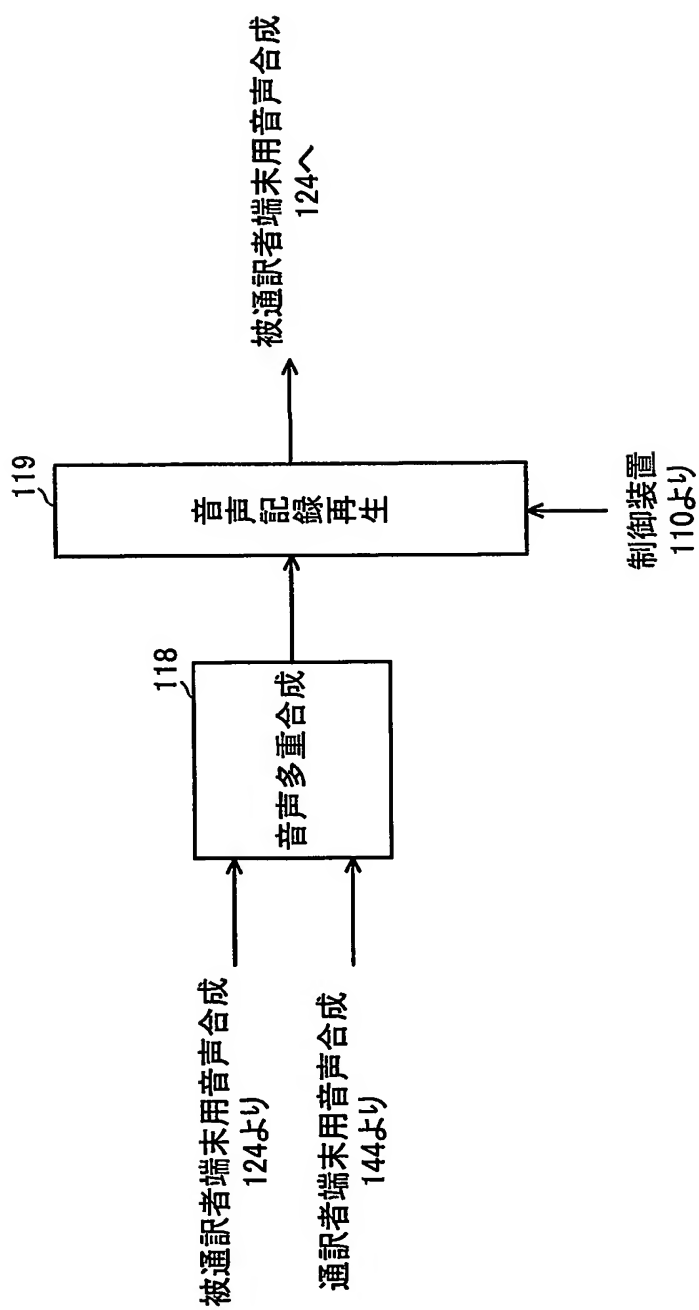 被通訳者端末用音声合成
124より
通訳者端末用音声合成
144より
118
音声多重合成
119
音声記録再生
制御装置
110より
被通訳者端末用音声合成
124へ